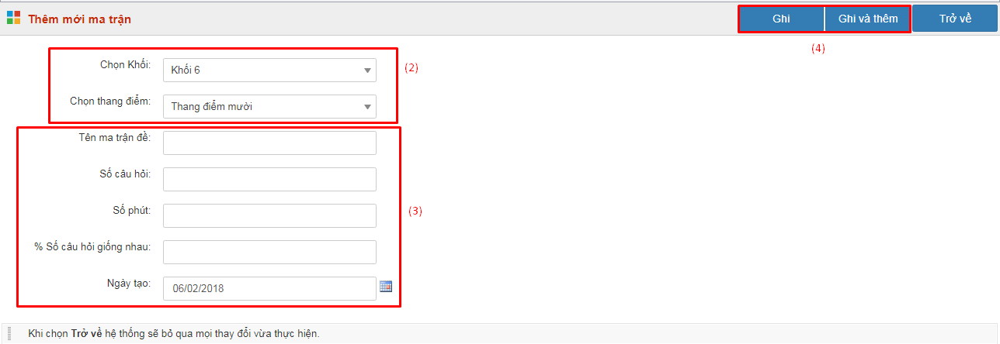 Thêm mới ma trận
Ghi
Ghi và thêm
Trở về
(4)
Chọn Khối:
Khối 6
(2)
Chọn thang điểm:
Thang điểm mười
Tên ma trận đề:
Số câu hỏi:
Số phút:
(3)
% Số câu hỏi giống nhau:
Ngày tạo:
06/02/2018
Khi chọn Trở về hệ thống sẽ bỏ qua mọi thay đổi vừa thực hiện.